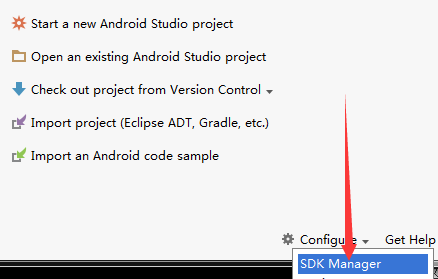 Start a new Android Studio project
Open an existing Android Studio project
Check out project from Version Control
Import project (Eclipse ADT, Gradle, etc.)
Import an Android code sample
Configure Get Help
SDK Manager